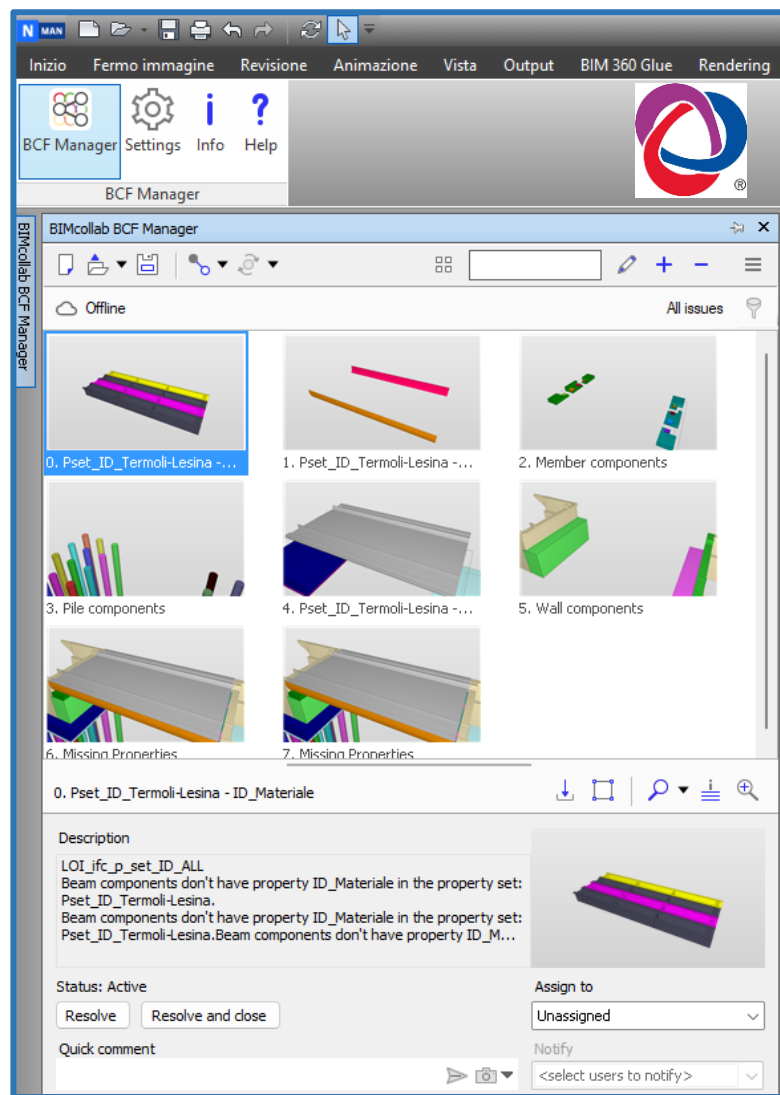 N MAN
Inizio Fermo immagine Revisione Animazione Vista Output BIM 360 Glue Rendering
BCF Manager Settings Info Help
BCF Manager
®
BIMcollab BCF Manager
BIMcollab BCF Manager
Offline All issues
0. Pset_ID_Termoli-Lesina -... 1. Pset_ID_Termoli-Lesina -... 2. Member components
3. Pile components 4. Pset_ID_Termoli-Lesina -... 5. Wall components
6. Missing Properties 7. Missing Properties
0. Pset_ID_Termoli-Lesina - ID_Materiale
Description
LOI_ifc_p_set_ID_ALL
Beam components don't have property ID_Materiale in the property set:
Pset_ID_Termoli-Lesina.
Beam components don't have property ID_Materiale in the property set:
Pset_ID_Termoli-Lesina.Beam components don't have property ID_M...
Status: Active Assign to
Resolve Resolve and close Unassigned
Quick comment Notify
<select users to notify>